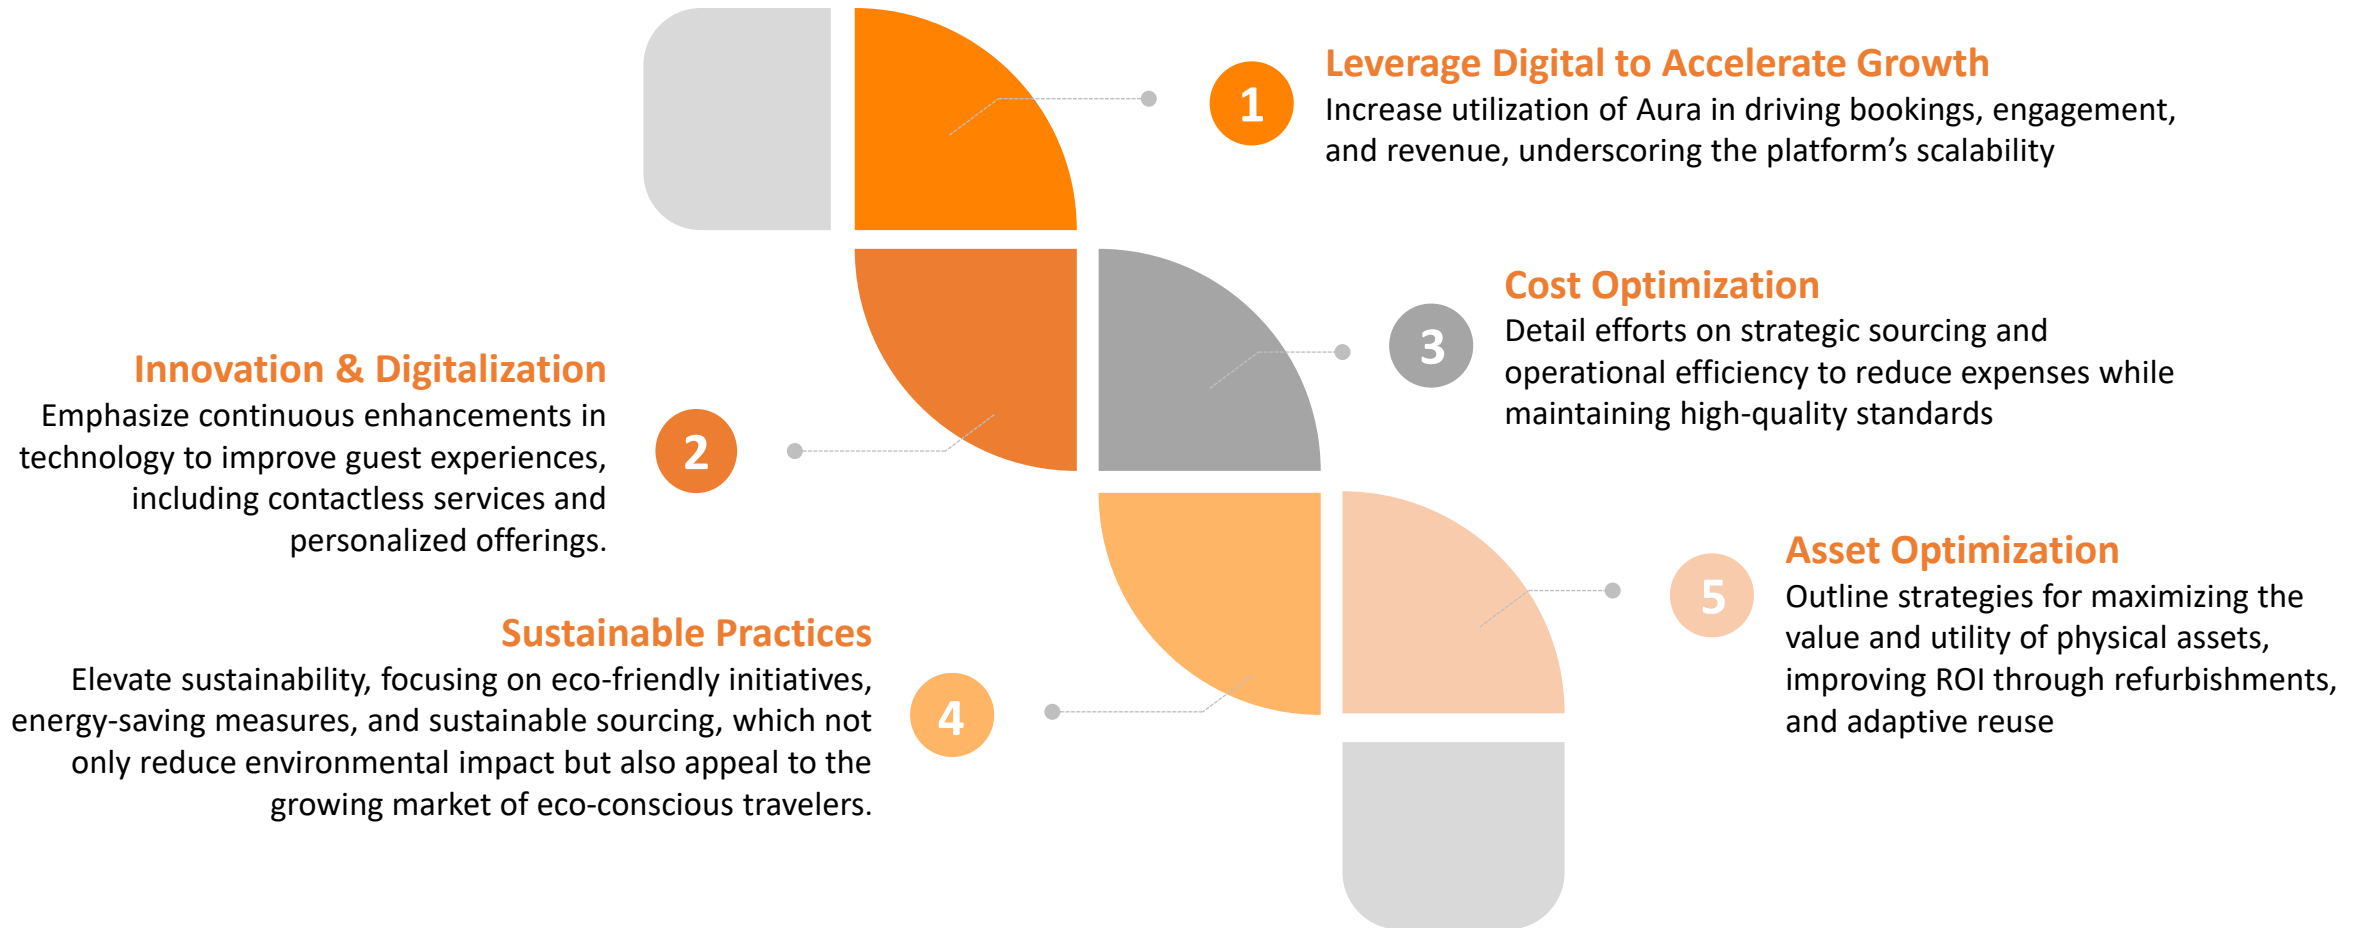 1
Leverage Digital to Accelerate Growth
Increase utilization of Aura in driving bookings, engagement,
and revenue, underscoring the platform’s scalability
2
Innovation & Digitalization
Emphasize continuous enhancements in
technology to improve guest experiences,
including contactless services and
personalized offerings.
3
Cost Optimization
Detail efforts on strategic sourcing and
operational efficiency to reduce expenses while
maintaining high-quality standards
4
Sustainable Practices
Elevate sustainability, focusing on eco-friendly initiatives,
energy-saving measures, and sustainable sourcing, which not
only reduce environmental impact but also appeal to the
growing market of eco-conscious travelers.
5
Asset Optimization
Outline strategies for maximizing the
value and utility of physical assets,
improving ROI through refurbishments,
and adaptive reuse